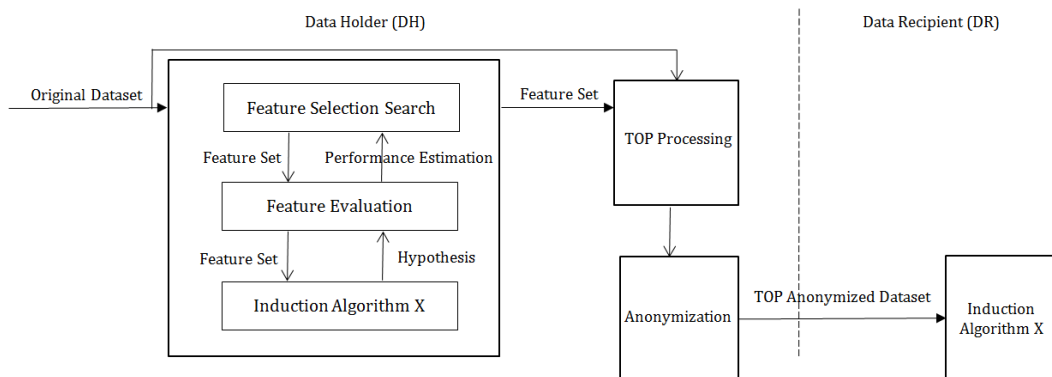 Data Holder (DH)
Data Recipient (DR)
Original Dataset
Feature Selection Search
Feature Set
TOP Processing
Feature Set
Performance Estimation
Feature Evaluation
Feature Set
Hypothesis
Induction Algorithm X
Anonymization
TOP Anonymized Dataset
Induction
Algorithm X